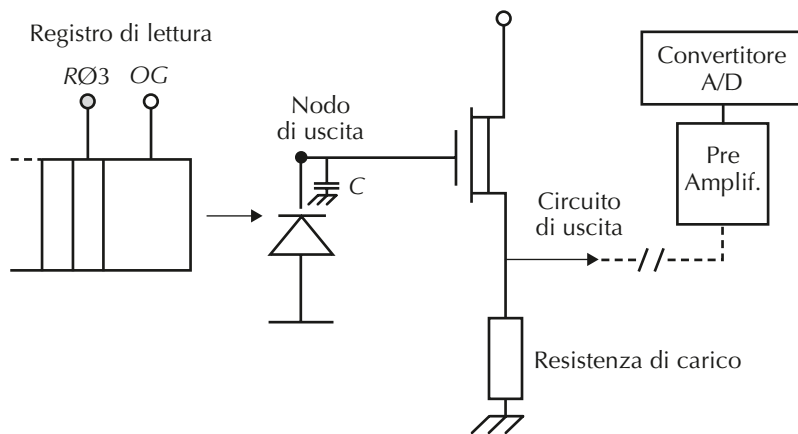 Registro di lettura
RØ3 OG
Nodo
di uscita
C
Convertitore
A/D
Pre
Amplif.
Circuito
di uscita
Resistenza di carico